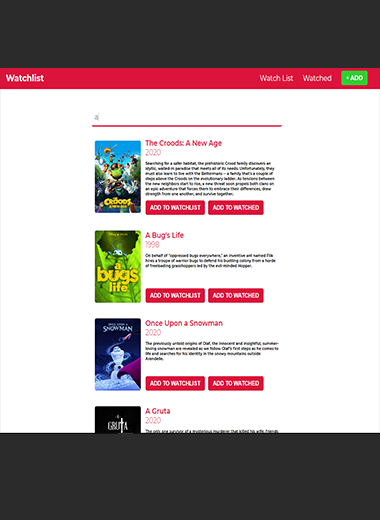 Watchlist
Watch List
Watched
+ ADD
a
The Croods: A New Age
2020
Searching for a safer habitat, the prehistoric Crood family discovers an
idyllic, walled-in paradise that meets all of its needs. Unfortunately, they
must also learn to live with the Bettermans -- a family that's a couple of
steps above the Croods on the evolutionary ladder. As tensions between
the new neighbors start to rise, a new threat soon propels both clans on
an epic adventure that forces them to embrace their differences, draw
strength from one another, and survive together.
ADD TO WATCHLIST
ADD TO WATCHED
CROODS
A NEW AGE
A Bug's Life
1998
On behalf of "oppressed bugs everywhere," an inventive ant named Flik
hires a troupe of warrior bugs to defend his bustling colony from a horde
of freeloading grasshoppers led by the evil-minded Hopper.
ADD TO WATCHLIST
ADD TO WATCHED
a
bugs
life
Once Upon a Snowman
2020
The previously untold origins of Olaf, the innocent and insightful, summer-
loving snowman are revealed as we follow Olaf's first steps as he comes to
life and searches for his identity in the snowy mountains outside
Arendelle.
ADD TO WATCHLIST
ADD TO WATCHED
ONCE UPON A
SNOWMAN
A Gruta
2020
The only one survivor of a mysterious murderer that killed his wife, friends
A
GRUTA